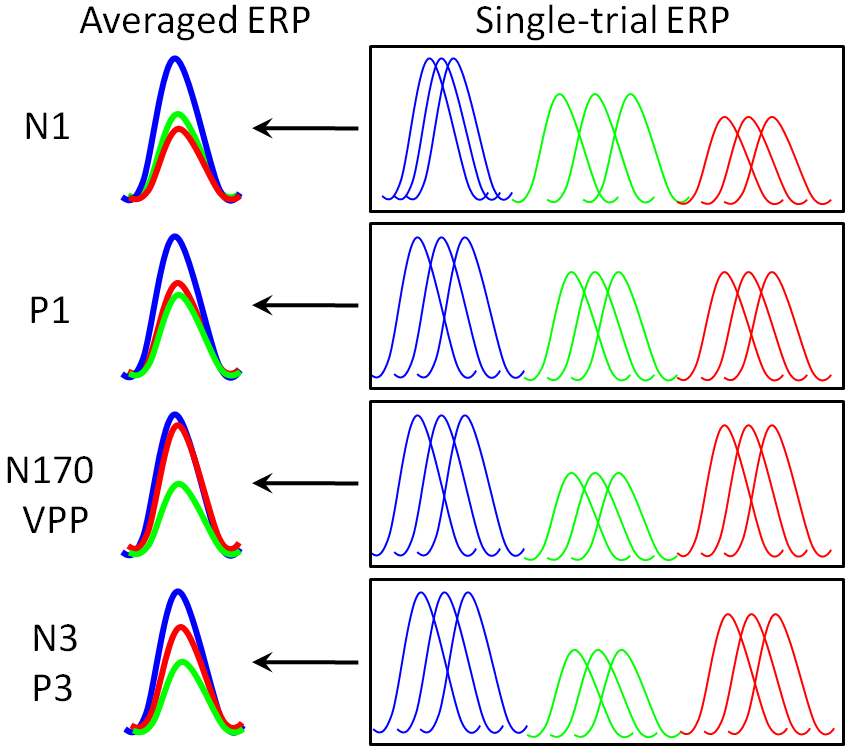 Averaged ERP
Single-trial ERP
N1
P1
N170
VPP
N3
P3